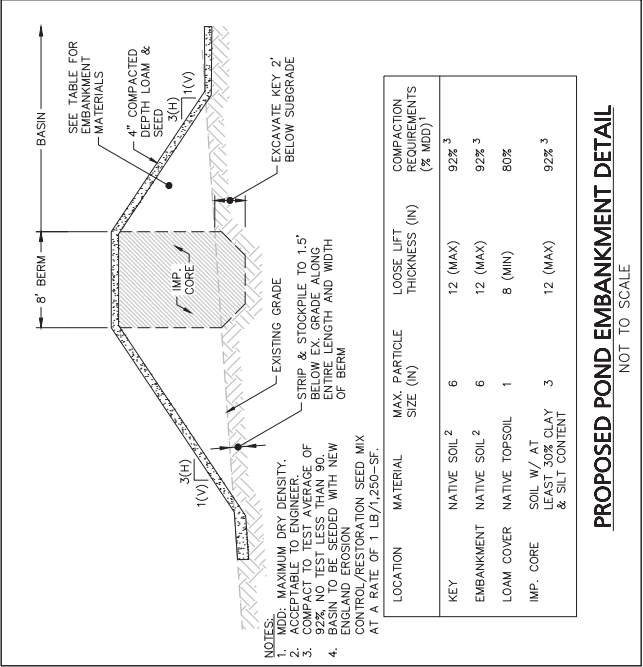 8' BERM
BASIN
SEE TABLE FOR
EMBANKMENT
MATERIALS
4" COMPACTED
DEPTH LOAM &
SEED
3(H)
1(V)
3(H)
1(V)
IMP.
CORE
EXCAVATE KEY 2'
BELOW SUBGRADE
EXISTING GRADE
STRIP & STOCKPILE TO 1.5'
BELOW EX. GRADE ALONG
ENTIRE LENGTH AND WIDTH
OF BERM
NOTES:
1. MDD: MAXIMUM DRY DENSITY.
2. ACCEPTABLE TO ENGINEER.
3. COMPACT TO TEST AVERAGE OF
92%, NO TEST LESS THAN 90.
4. BASIN TO BE SEEDED WITH NEW
ENGLAND EROSION
CONTROL/RESTORATION SEED MIX
AT A RATE OF 1 LB/1,250-SF.
LOCATION MATERIAL MAX. PARTICLE SIZE (IN) LOOSE LIFT THICKNESS (IN) COMPACTION REQUIREMENTS (% MDD)¹
KEY NATIVE SOIL² 6 12 (MAX) 92%³
EMBANKMENT NATIVE SOIL² 6 12 (MAX) 92%³
LOAM COVER NATIVE TOPSOIL 1 8 (MIN) 80%
IMP. CORE SOIL W/ AT LEAST 30% CLAY & SILT CONTENT 3 12 (MAX) 92%³
PROPOSED POND EMBANKMENT DETAIL
NOT TO SCALE